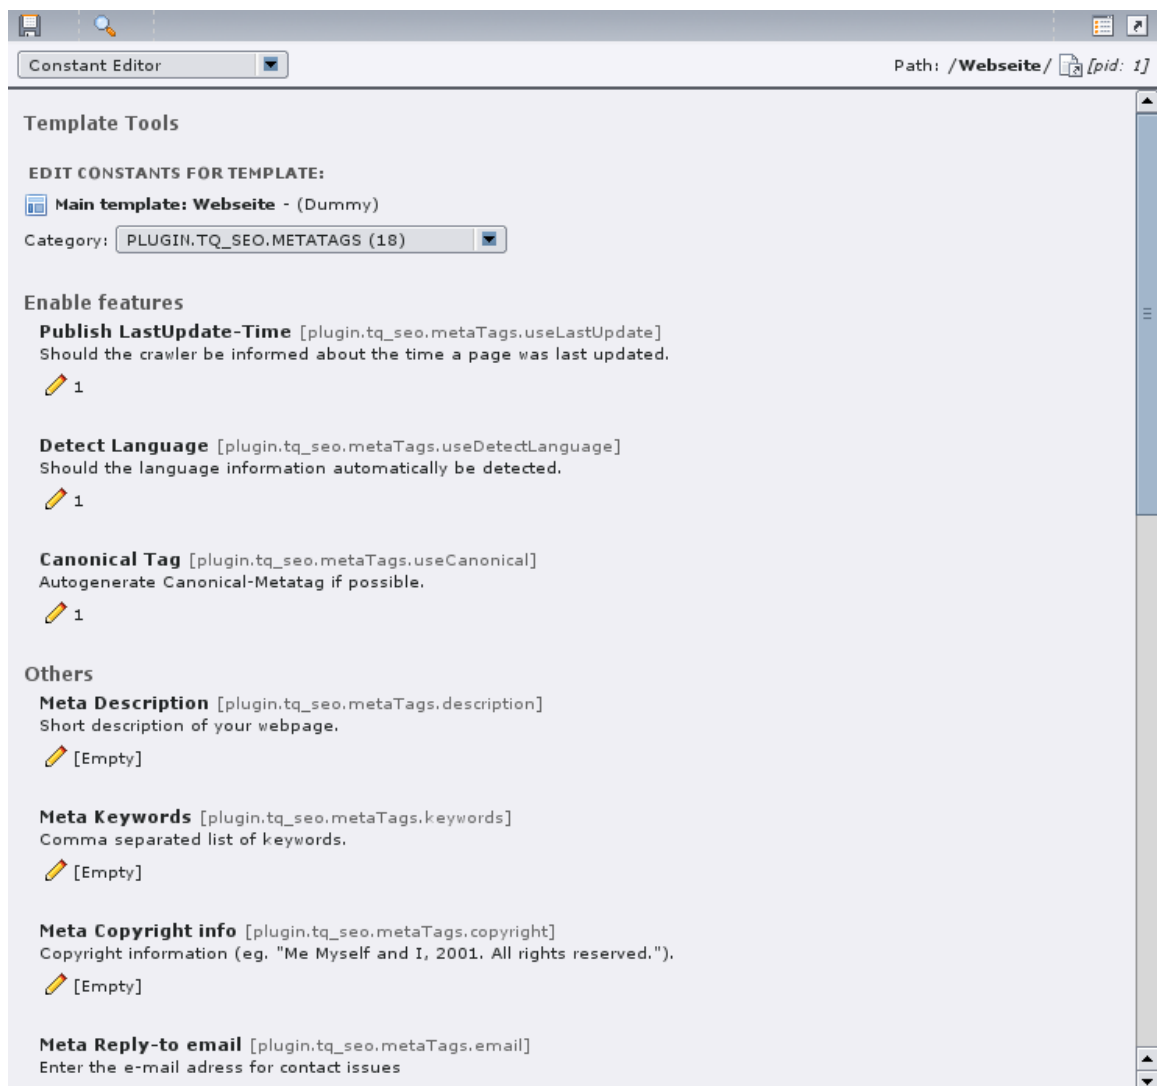 Constant Editor
Path: /Webseite/ [pid: 1]
Template Tools
EDIT CONSTANTS FOR TEMPLATE:
Main template: Webseite - (Dummy)
Category: PLUGIN.TQ_SEO.METATAGS (18)
Enable features
Publish LastUpdate-Time [plugin.tq_seo.metaTags.useLastUpdate]
Should the crawler be informed about the time a page was last updated.
1
Detect Language [plugin.tq_seo.metaTags.useDetectLanguage]
Should the language information automatically be detected.
1
Canonical Tag [plugin.tq_seo.metaTags.useCanonical]
Autogenerate Canonical-Metatag if possible.
1
Others
Meta Description [plugin.tq_seo.metaTags.description]
Short description of your webpage.
[Empty]
Meta Keywords [plugin.tq_seo.metaTags.keywords]
Comma separated list of keywords.
[Empty]
Meta Copyright info [plugin.tq_seo.metaTags.copyright]
Copyright information (eg. "Me Myself and I, 2001. All rights reserved.").
[Empty]
Meta Reply-to email [plugin.tq_seo.metaTags.email]
Enter the e-mail adress for contact issues